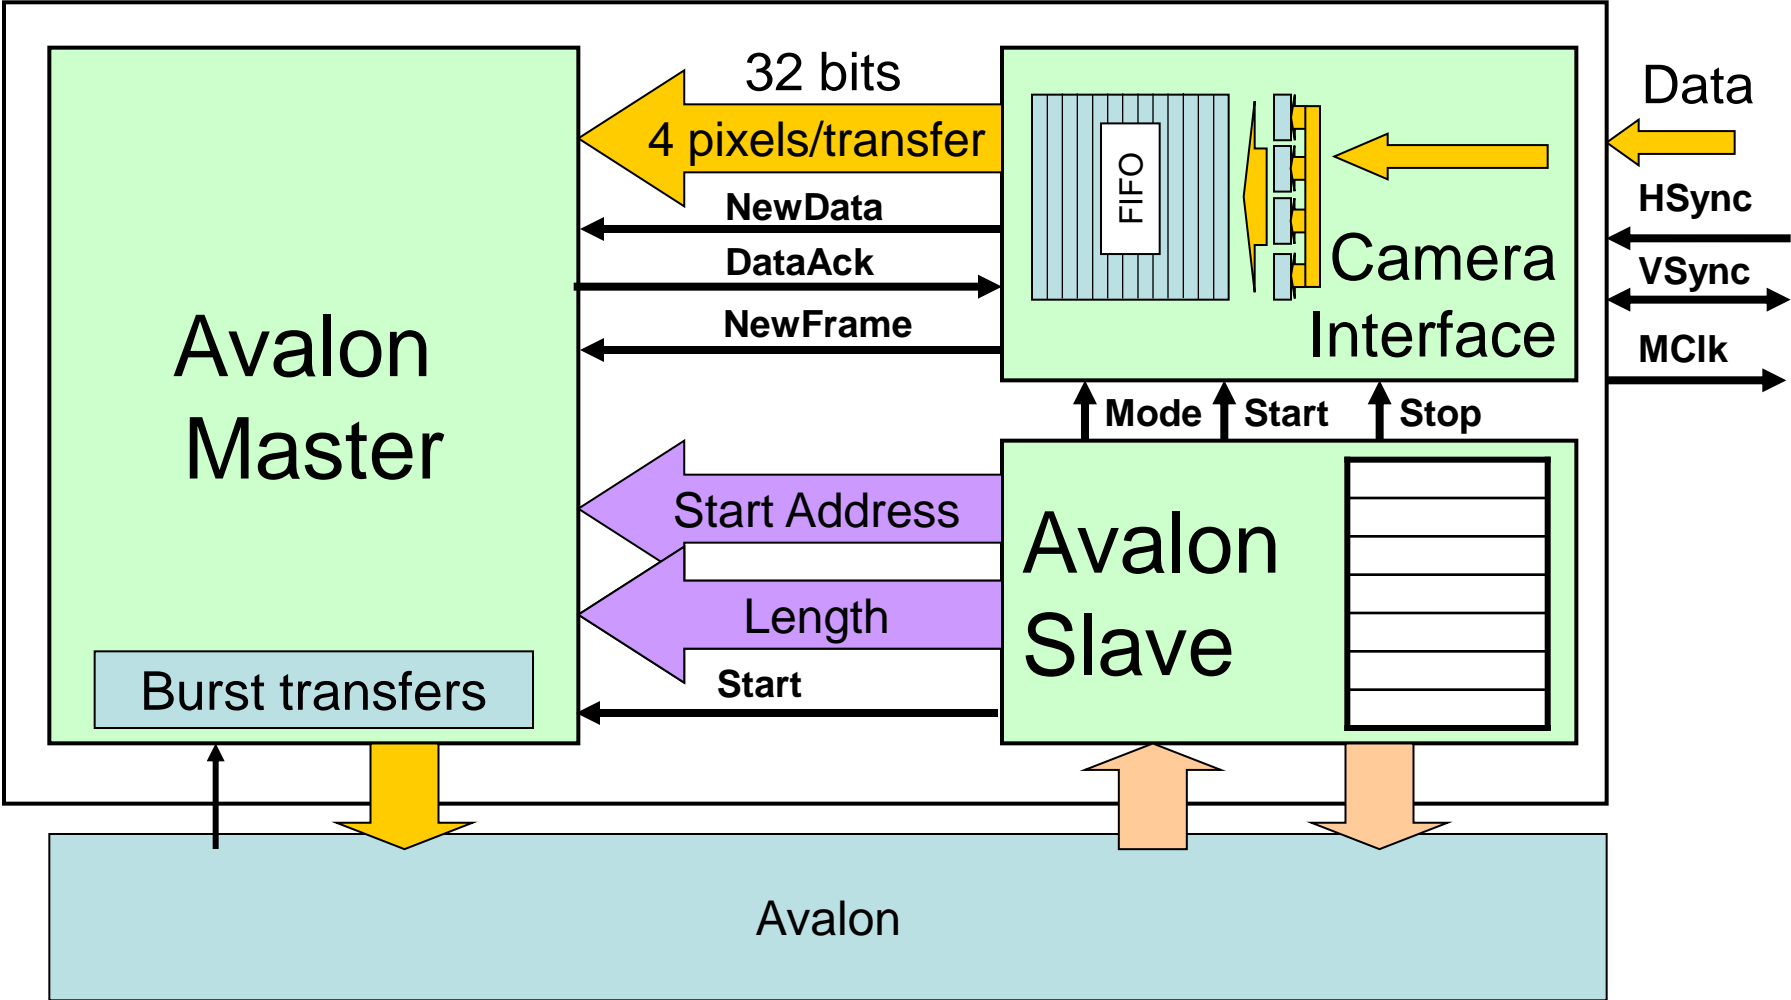 32 bits
4 pixels/transfer
NewData
DataAck
NewFrame
Avalon
Master
Burst transfers
FIFO
Camera
Interface
Data
HSync
VSync
MClk
Mode
Start
Stop
Start Address
Length
Start
Avalon
Slave
Avalon